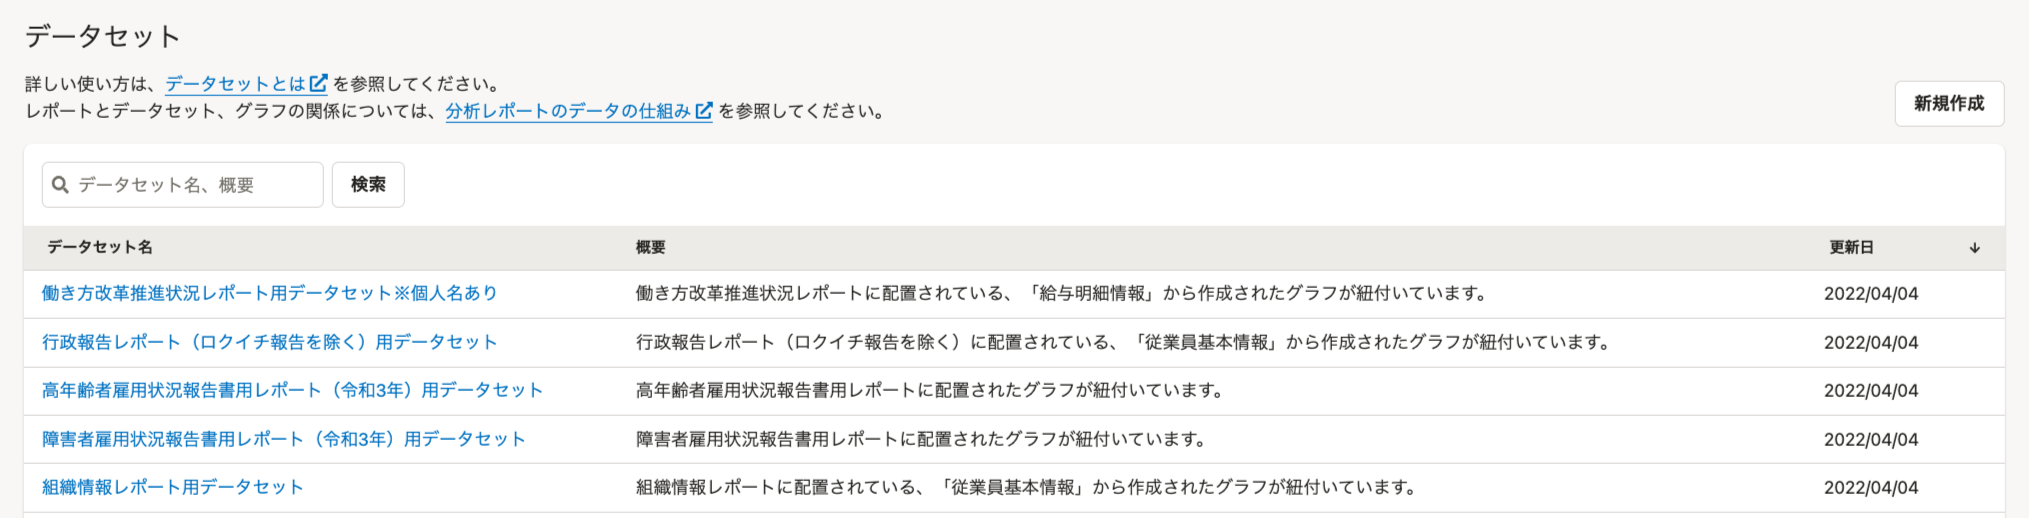 データセット
詳しい使い方は、データセットとは を参照してください。
レポートとデータセット、グラフの関係については、分析レポートのデータの仕組み を参照してください。
新規作成
データセット名、概要 検索
データセット名 概要 更新日 ↓
働き方改革推進状況レポート用データセット※個人名あり 働き方改革推進状況レポートに配置されている、「給与明細情報」から作成されたグラフが紐付いています。 2022/04/04
行政報告レポート（ロクイチ報告を除く）用データセット 行政報告レポート（ロクイチ報告を除く）に配置されている、「従業員基本情報」から作成されたグラフが紐付いています。 2022/04/04
高年齢者雇用状況報告書用レポート（令和3年）用データセット 高年齢者雇用状況報告書用レポートに配置されたグラフが紐付いています。 2022/04/04
障害者雇用状況報告書用レポート（令和3年）用データセット 障害者雇用状況報告書用レポートに配置されたグラフが紐付いています。 2022/04/04
組織情報レポート用データセット 組織情報レポートに配置されている、「従業員基本情報」から作成されたグラフが紐付いています。 2022/04/04